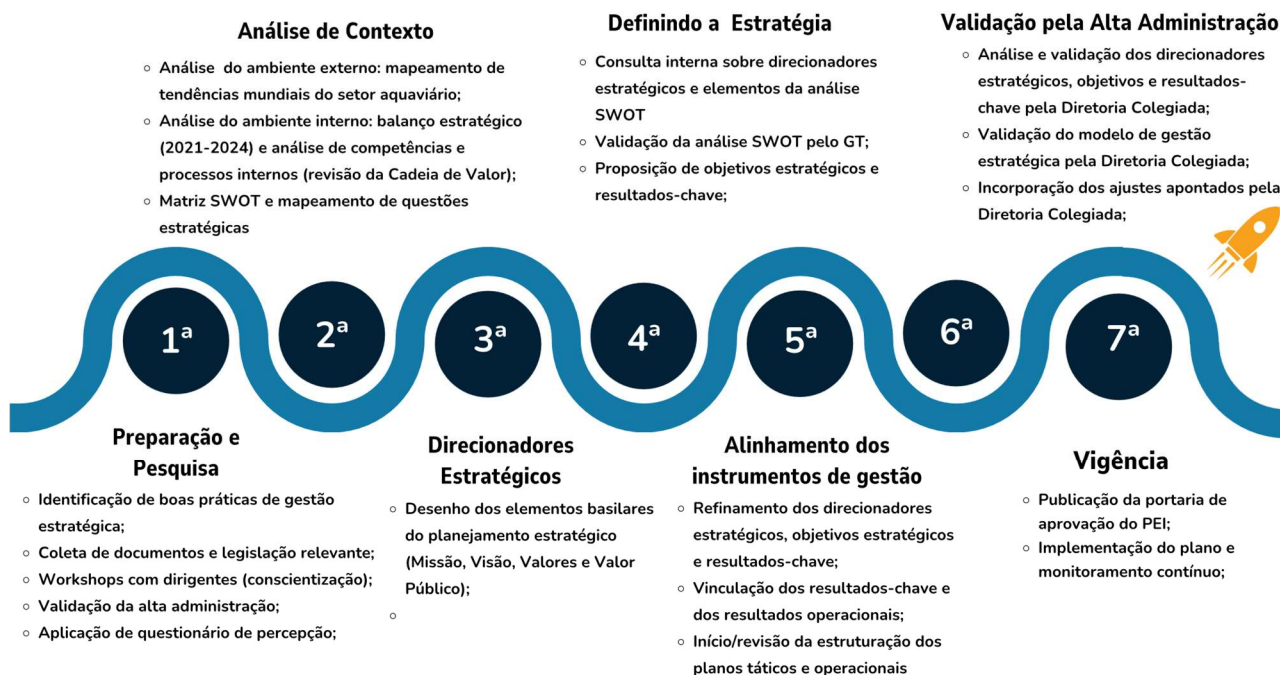 Análise de Contexto
◦ Análise do ambiente externo: mapeamento de
tendências mundiais do setor aquaviário;
◦ Análise do ambiente interno: balanço estratégico
(2021-2024) e análise de competências e
processos internos (revisão da Cadeia de Valor);
◦ Matriz SWOT e mapeamento de questões
estratégicas
Definindo a Estratégia
◦ Consulta interna sobre direcionadores
estratégicos e elementos da análise
SWOT
◦ Validação da análise SWOT pelo GT;
◦ Proposição de objetivos estratégicos e
resultados-chave;
Validação pela Alta Administração
◦ Análise e validação dos direcionadores
estratégicos, objetivos e resultados-
chave pela Diretoria Colegiada;
◦ Validação do modelo de gestão
estratégica pela Diretoria Colegiada;
◦ Incorporação dos ajustes apontados pela
Diretoria Colegiada;
1ª
2ª
3ª
4ª
5ª
6ª
7ª
Preparação e
Pesquisa
◦ Identificação de boas práticas de gestão
estratégica;
◦ Coleta de documentos e legislação relevante;
◦ Workshops com dirigentes (conscientização);
◦ Validação da alta administração;
◦ Aplicação de questionário de percepção;
Direcionadores
Estratégicos
◦ Desenho dos elementos basilares
do planejamento estratégico
(Missão, Visão, Valores e Valor
Público);
◦
Alinhamento dos
instrumentos de gestão
◦ Refinamento dos direcionadores
estratégicos, objetivos estratégicos
e resultados-chave;
◦ Vinculação dos resultados-chave e
dos resultados operacionais;
◦ Início/revisão da estruturação dos
planos táticos e operacionais
Vigência
◦ Publicação da portaria de
aprovação do PEI;
◦ Implementação do plano e
monitoramento contínuo;